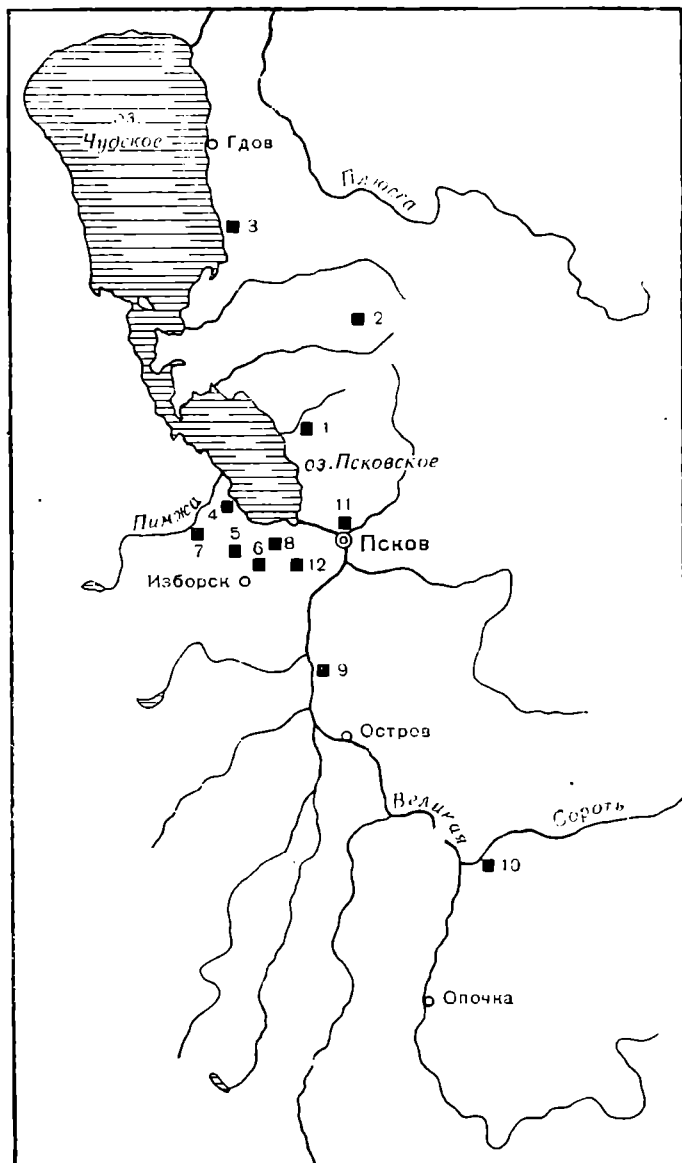 оз.
Чудское
Гдов
Плюсса
3
2
1
оз. Псковское
Пимжа
4
11
7
5
8
Псков
6
12
Изборск
9
Остров
Великая
Сороть
10
Опочка